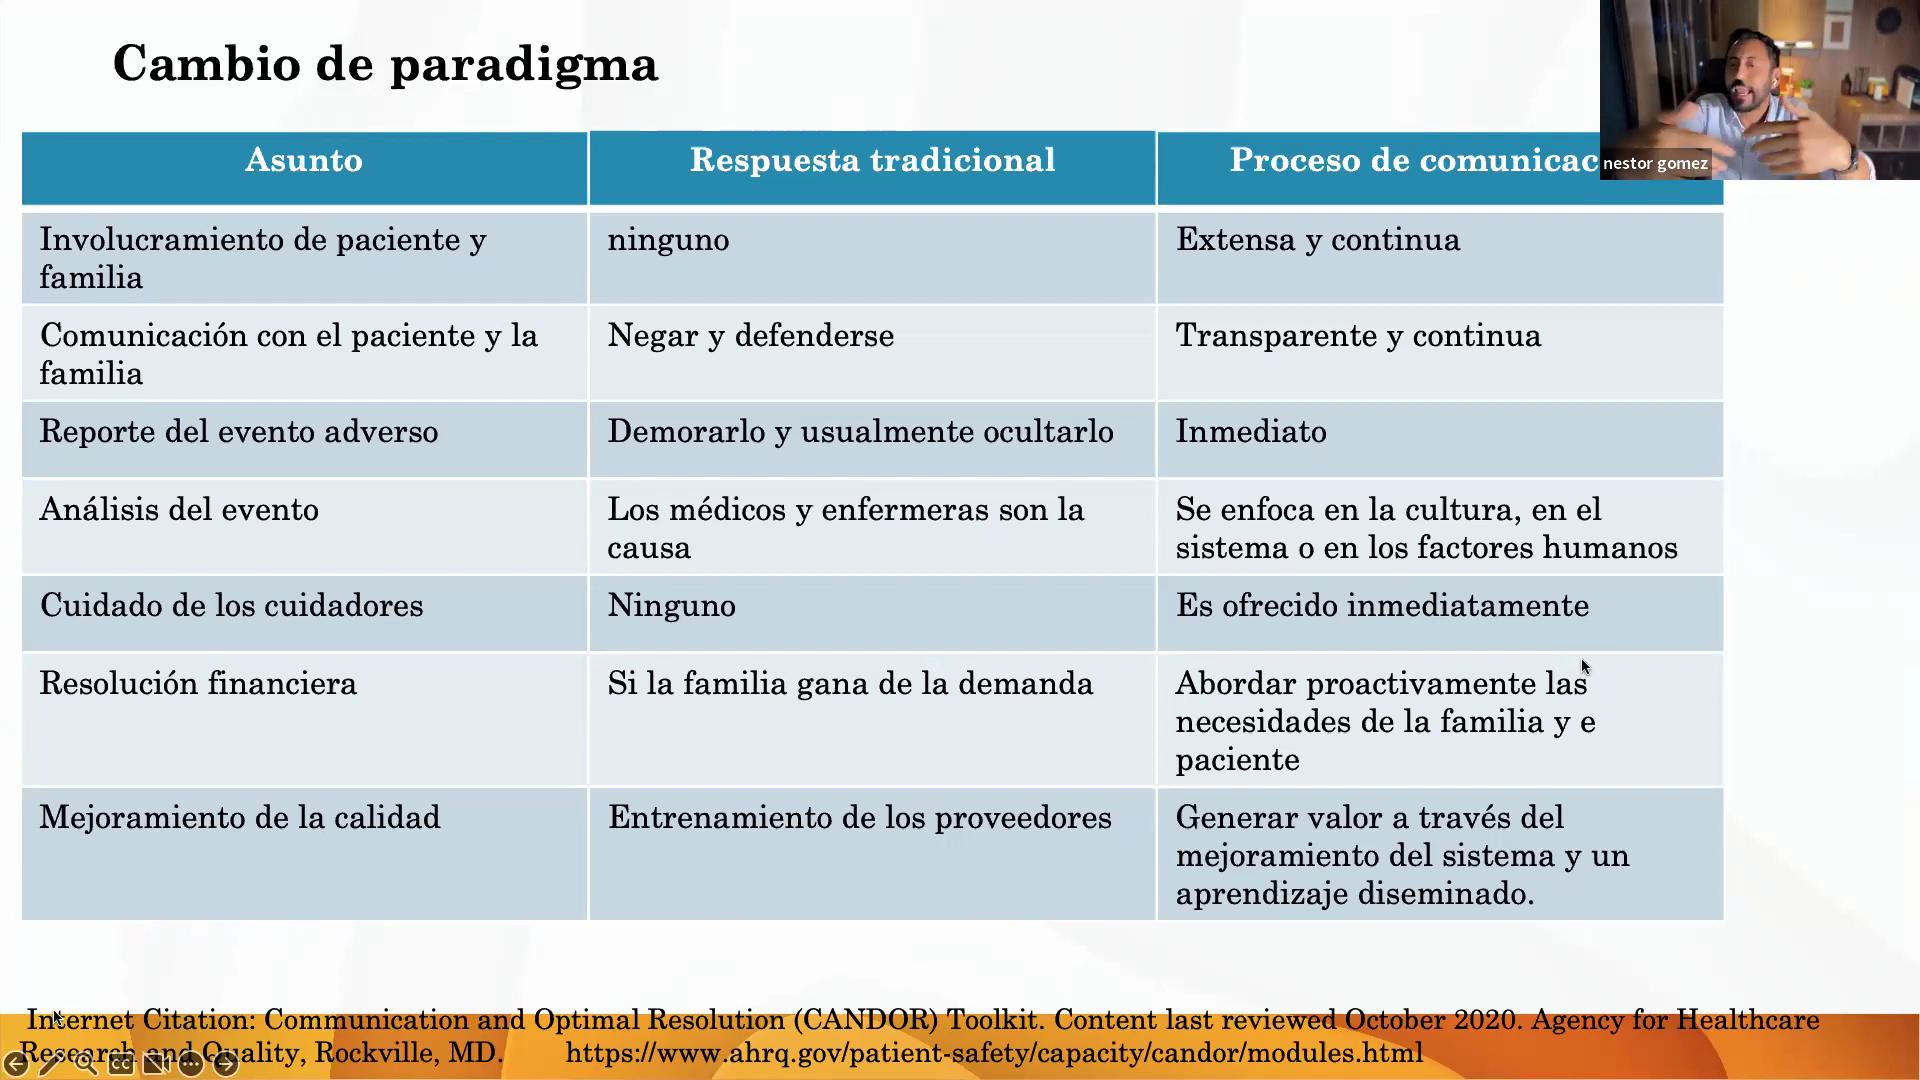 Cambio de paradigma
Asunto
Respuesta tradicional
Proceso de
nestor gomez
Involucramiento de paciente y
familia
ninguno
Extensa y continua
Comunicación con el paciente y la
familia
Negar y defenderse
Transparente y continua
Reporte del evento adverso
Demorarlo y usualmente ocultarlo
Inmediato
Análisis del evento
Los médicos y enfermeras son la
causa
Se enfoca en la cultura, en el
sistema o en los factores humanos
Cuidado de los cuidadores
Ninguno
Es ofrecido inmediatamente
Resolución financiera
Si la familia gana de la demanda
Abordar proactivamente las
necesidades de la familia y e
paciente
Mejoramiento de la calidad
Entrenamiento de los proveedores
Generar valor a través del
mejoramiento del sistema y un
aprendizaje diseminado.
Internet Citation: Communication and Optimal Resolution (CANDOR) Toolkit. Content last reviewed October 2020. Agency for Healthcare
Research and Quality, Rockville, MD. https://www.ahrq.gov/patient-safety/capacity/candor/modules.html